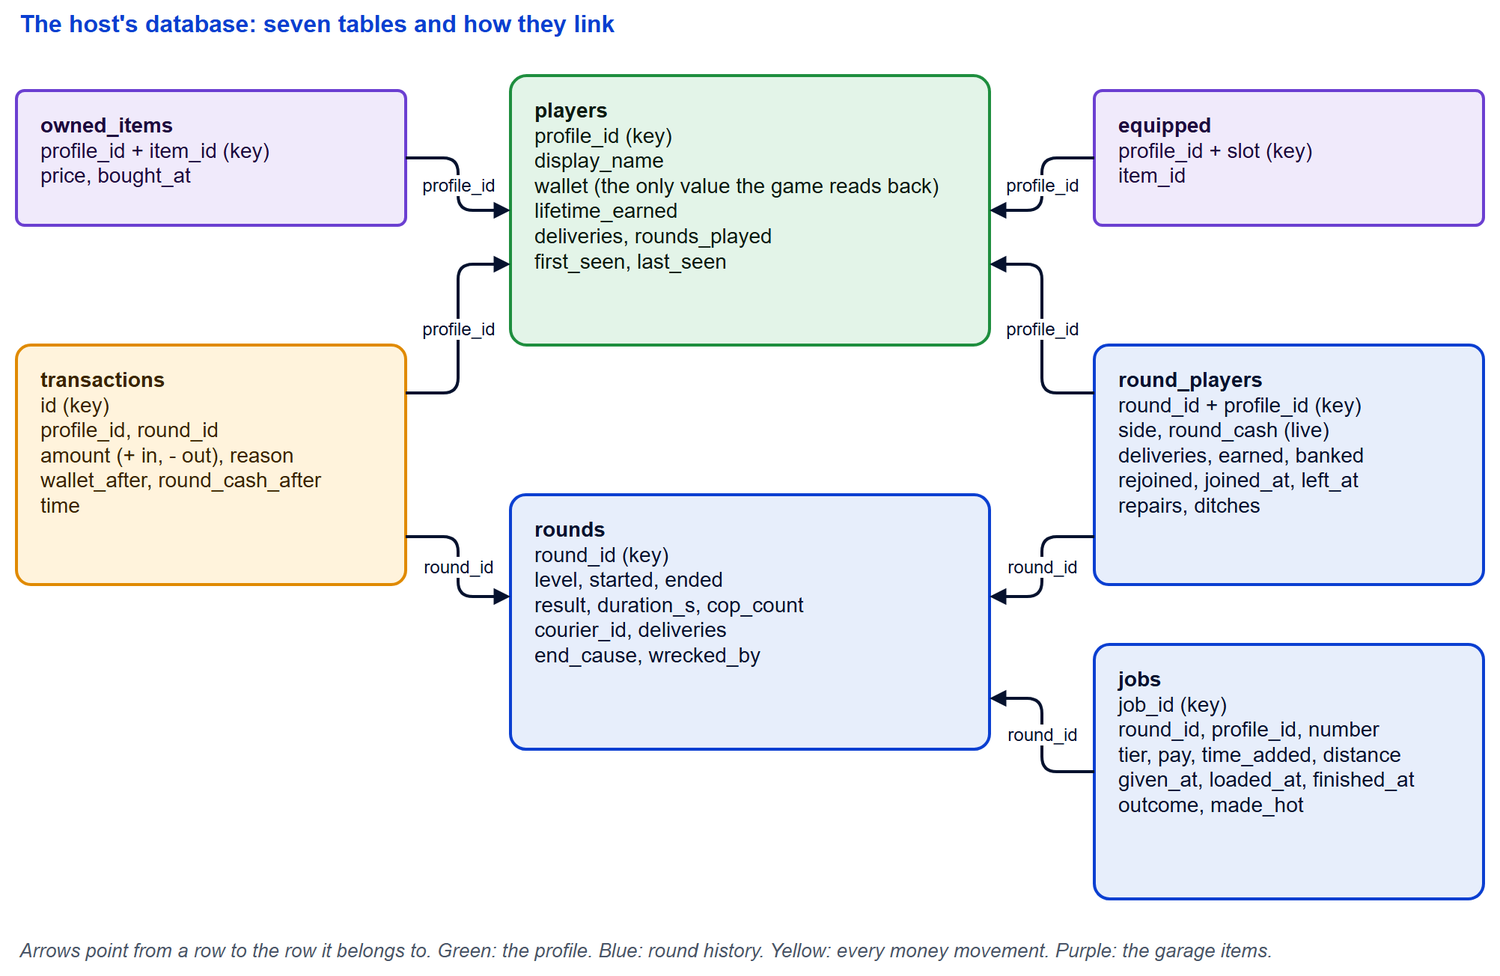 The host's database: seven tables and how they link
owned_items
profile_id + item_id (key)
price, bought_at
profile_id
players
profile_id (key)
display_name
wallet (the only value the game reads back)
lifetime_earned
deliveries, rounds_played
first_seen, last_seen
profile_id
equipped
profile_id + slot (key)
item_id
profile_id
profile_id
transactions
id (key)
profile_id, round_id
amount (+ in, - out), reason
wallet_after, round_cash_after
time
round_id
rounds
round_id (key)
level, started, ended
result, duration_s, cop_count
courier_id, deliveries
end_cause, wrecked_by
round_players
round_id + profile_id (key)
side, round_cash (live)
deliveries, earned, banked
rejoined, joined_at, left_at
repairs, ditches
round_id
round_id
jobs
job_id (key)
round_id, profile_id, number
tier, pay, time_added, distance
given_at, loaded_at, finished_at
outcome, made_hot
Arrows point from a row to the row it belongs to. Green: the profile. Blue: round history. Yellow: every money movement. Purple: the garage items.